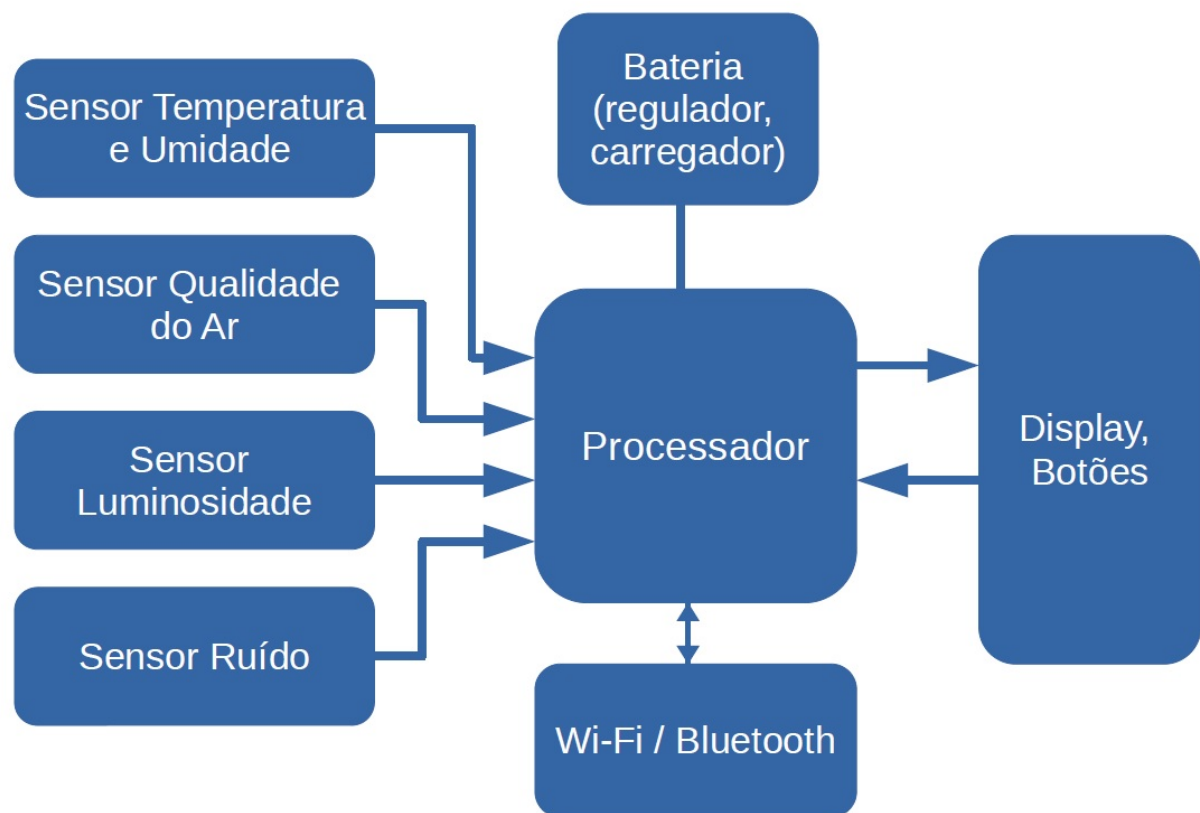 Sensor Temperatura
e Umidade
Bateria
(regulador,
carregador)
Sensor Qualidade
do Ar
Sensor
Luminosidade
Sensor Ruído
Processador
Display,
Botões
Wi-Fi / Bluetooth